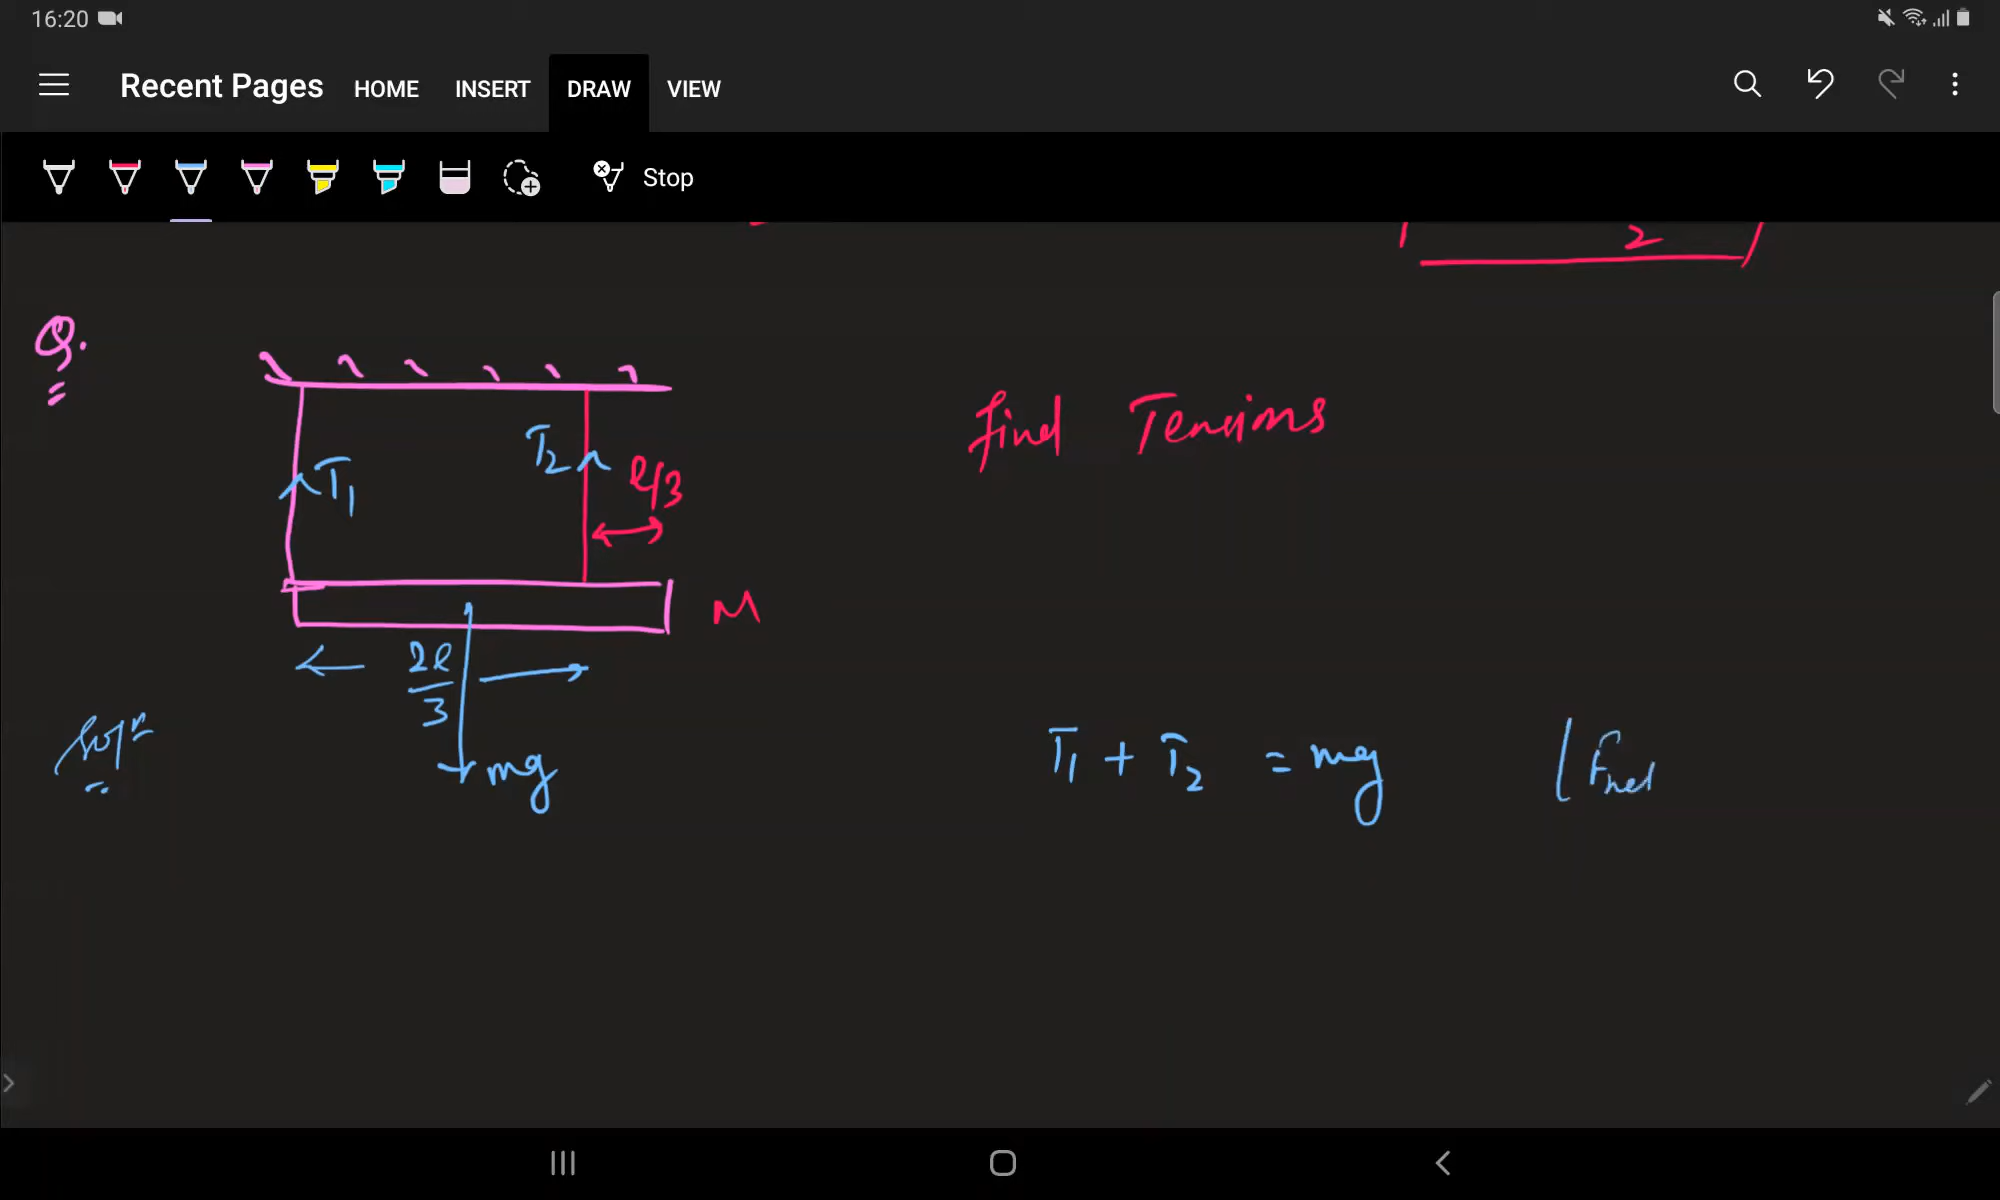 16:20
Recent Pages HOME INSERT DRAW VIEW
Stop
2
Q.
find Tensions
T2
l/3
T1
M
2l/3
Sol^n
mg
T1 + T2 = mg (Fnet